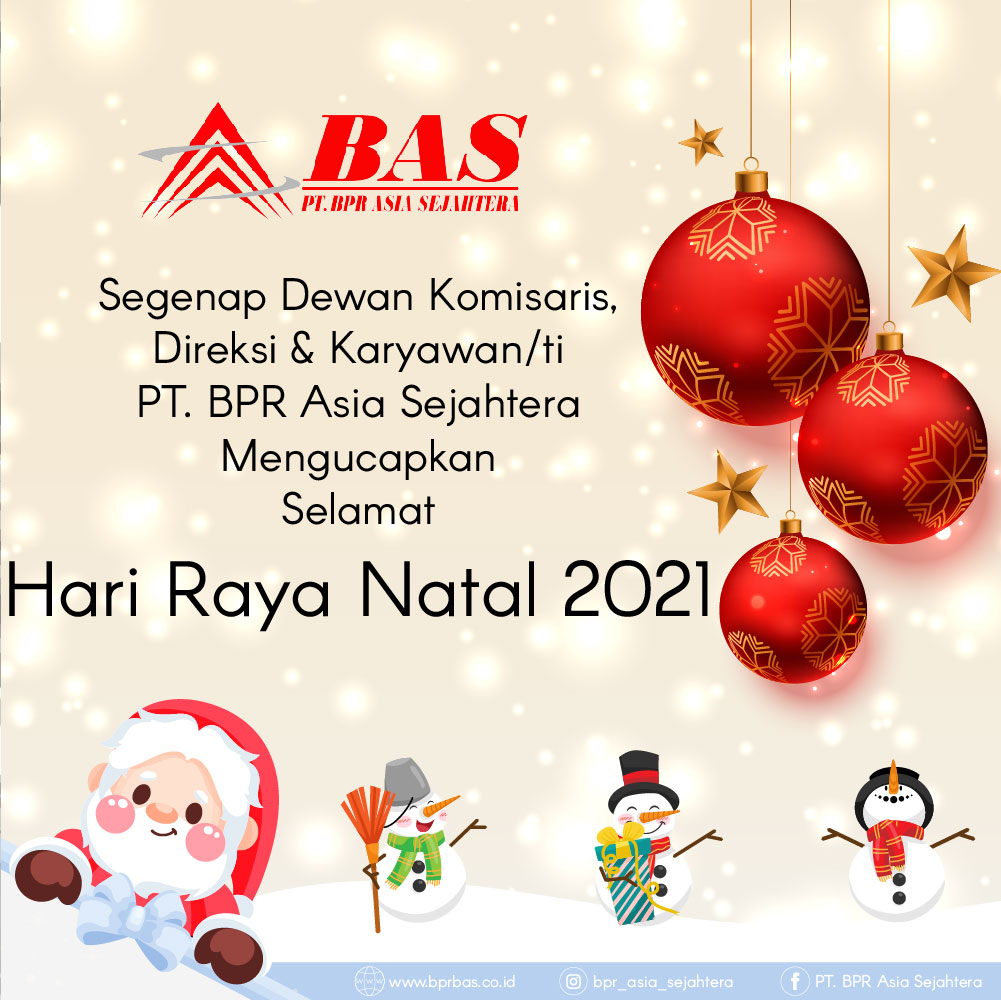 BAS
PT. BPR ASIA SEJAHTERA
Segenap Dewan Komisaris,
Direksi & Karyawan/ti
PT. BPR Asia Sejahtera
Mengucapkan
Selamat
Hari Raya Natal 2021
www.bprbas.co.id
bpr_asia_sejahtera
PT. BPR Asia Sejahtera